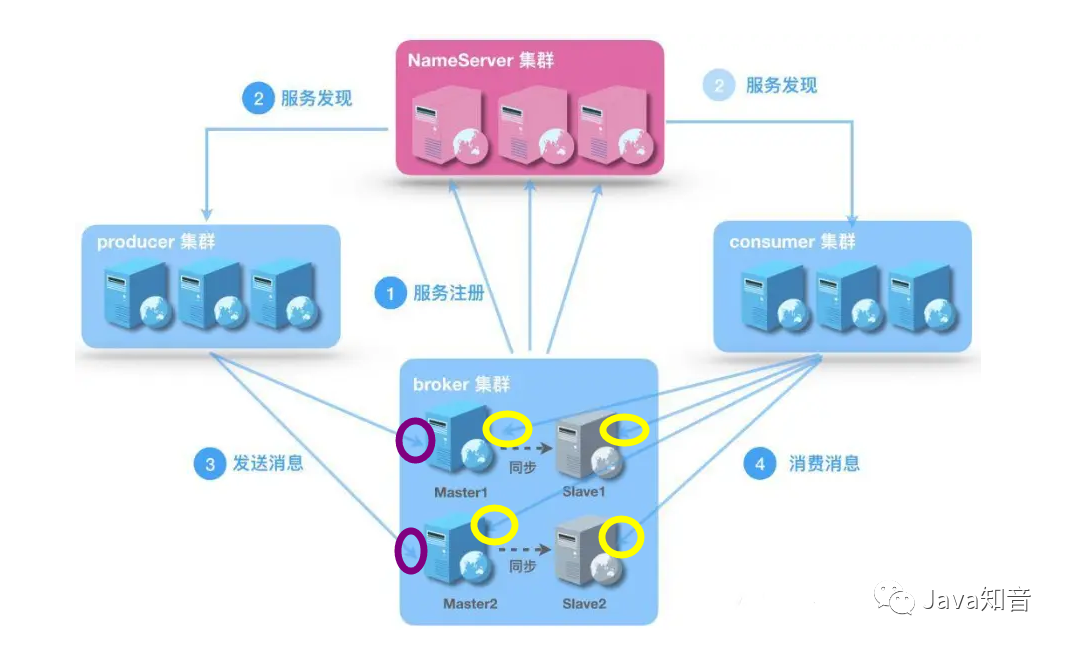 NameServer 集群
2 服务发现
2 服务发现
producer 集群
consumer 集群
1 服务注册
broker 集群
3 发送消息
4 消费消息
同步
Master1
Slave1
同步
Master2
Slave2
Java知音